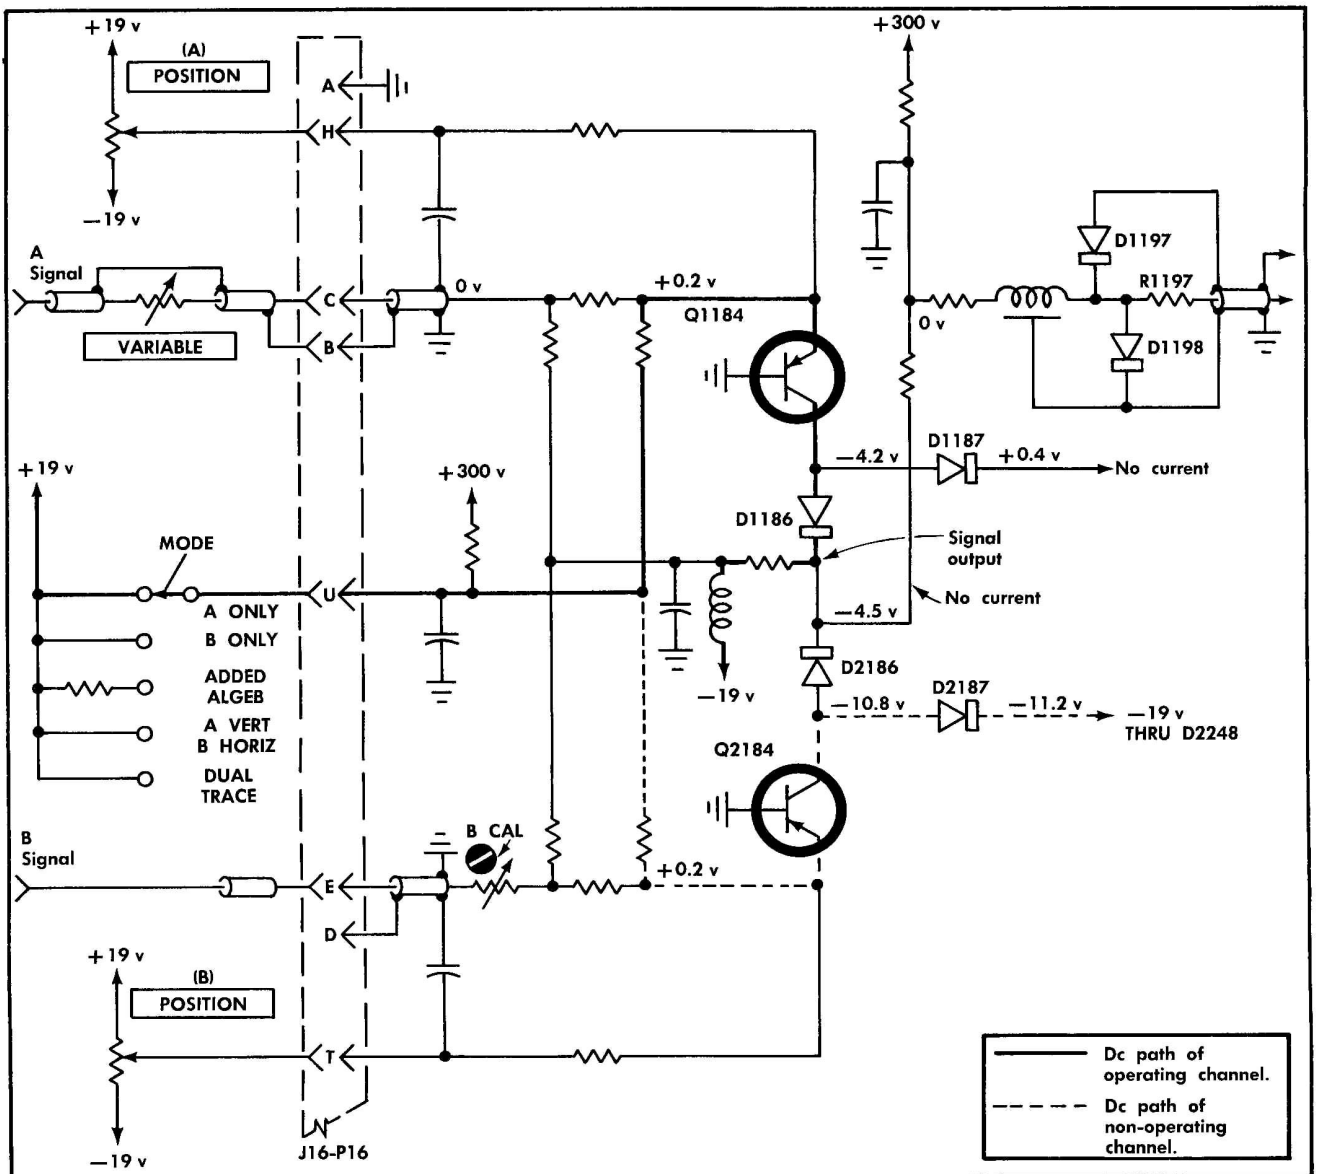 +19 v
(A)
POSITION
−19 v
+300 v
A
H
A
Signal
VARIABLE
C
B
0 v
+0.2 v
Q1184
0 v
D1197
R1197
D1198
+19 v
MODE
A ONLY
B ONLY
ADDED
ALGEB
A VERT
B HORIZ
DUAL
TRACE
U
+300 v
−4.2 v
D1187
+0.4 v
No current
D1186
Signal
output
No current
−4.5 v
−19 v
D2186
−10.8 v
D2187
−11.2 v
−19 v
THRU D2248
Q2184
B
Signal
E
D
B CAL
+0.2 v
+19 v
(B)
POSITION
T
−19 v
J16-P16
Dc path of
operating channel.
Dc path of
non-operating
channel.